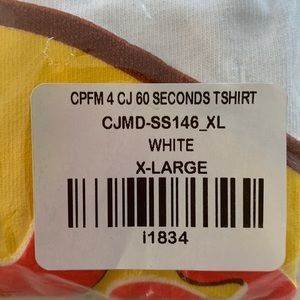 CPFM 4 CJ 60 SECONDS TSHIRT
CJMD-SS146_XL
WHITE
X-LARGE
i1834